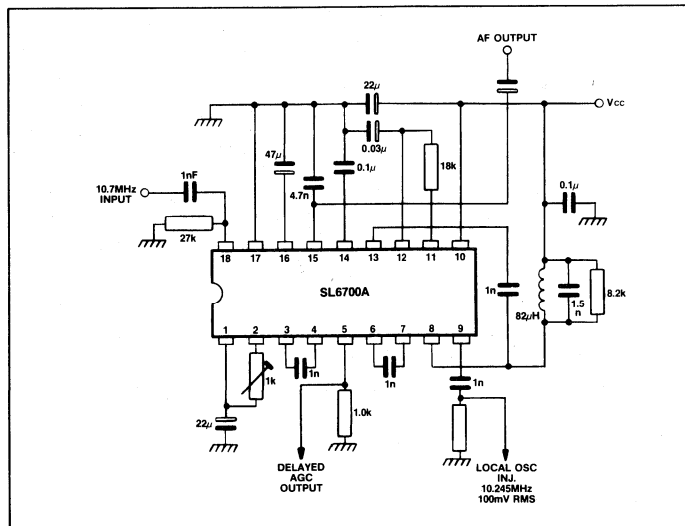 AF OUTPUT
22µ
VCC
47µ
0.03µ
18k
1nF
10.7MHz
INPUT
4.7n
0.1µ
0.1µ
27k
18 17 16 15 14 13 12 11 10
SL6700A
1n
82µH
1.5
n
8.2k
1 2 3 4 5 6 7 8 9
1k
1n
1n
1n
22µ
1.0k
DELAYED
AGC
OUTPUT
LOCAL OSC
INJ.
10.245MHz
100mV RMS